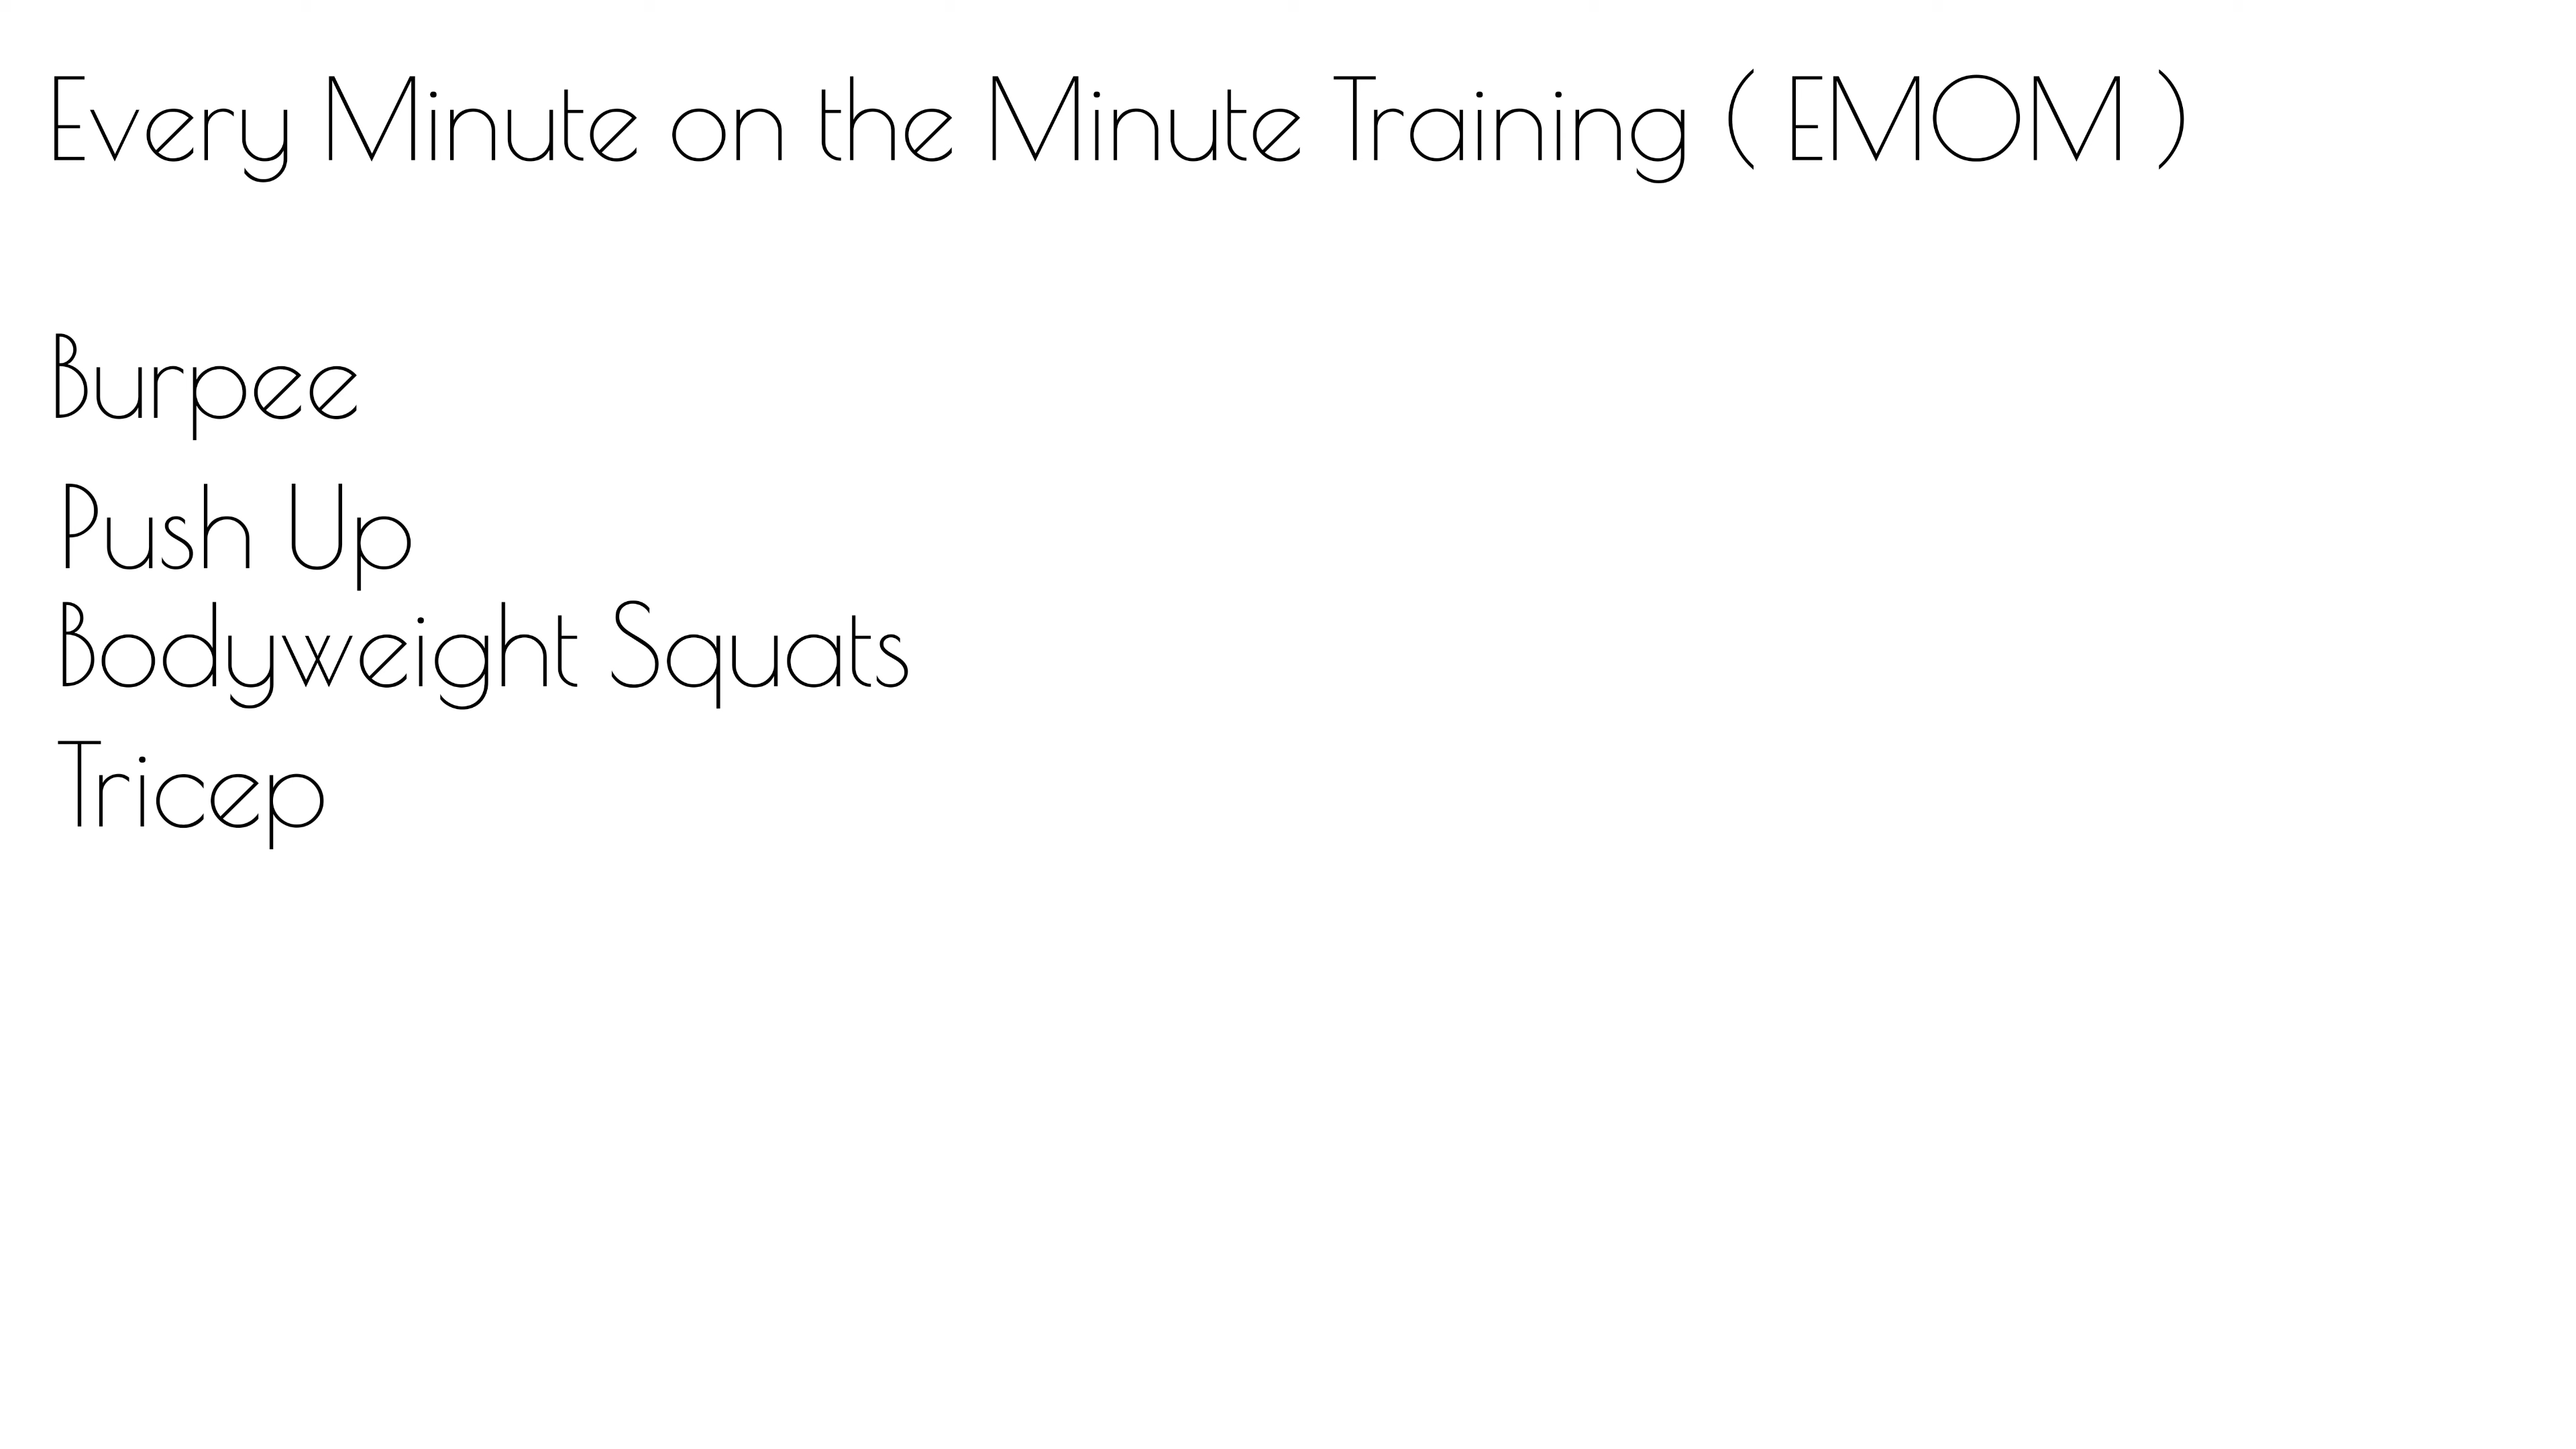 Every Minute on the Minute Training ( EMOM )
Burpee
Push Up
Bodyweight Squats
Tricep